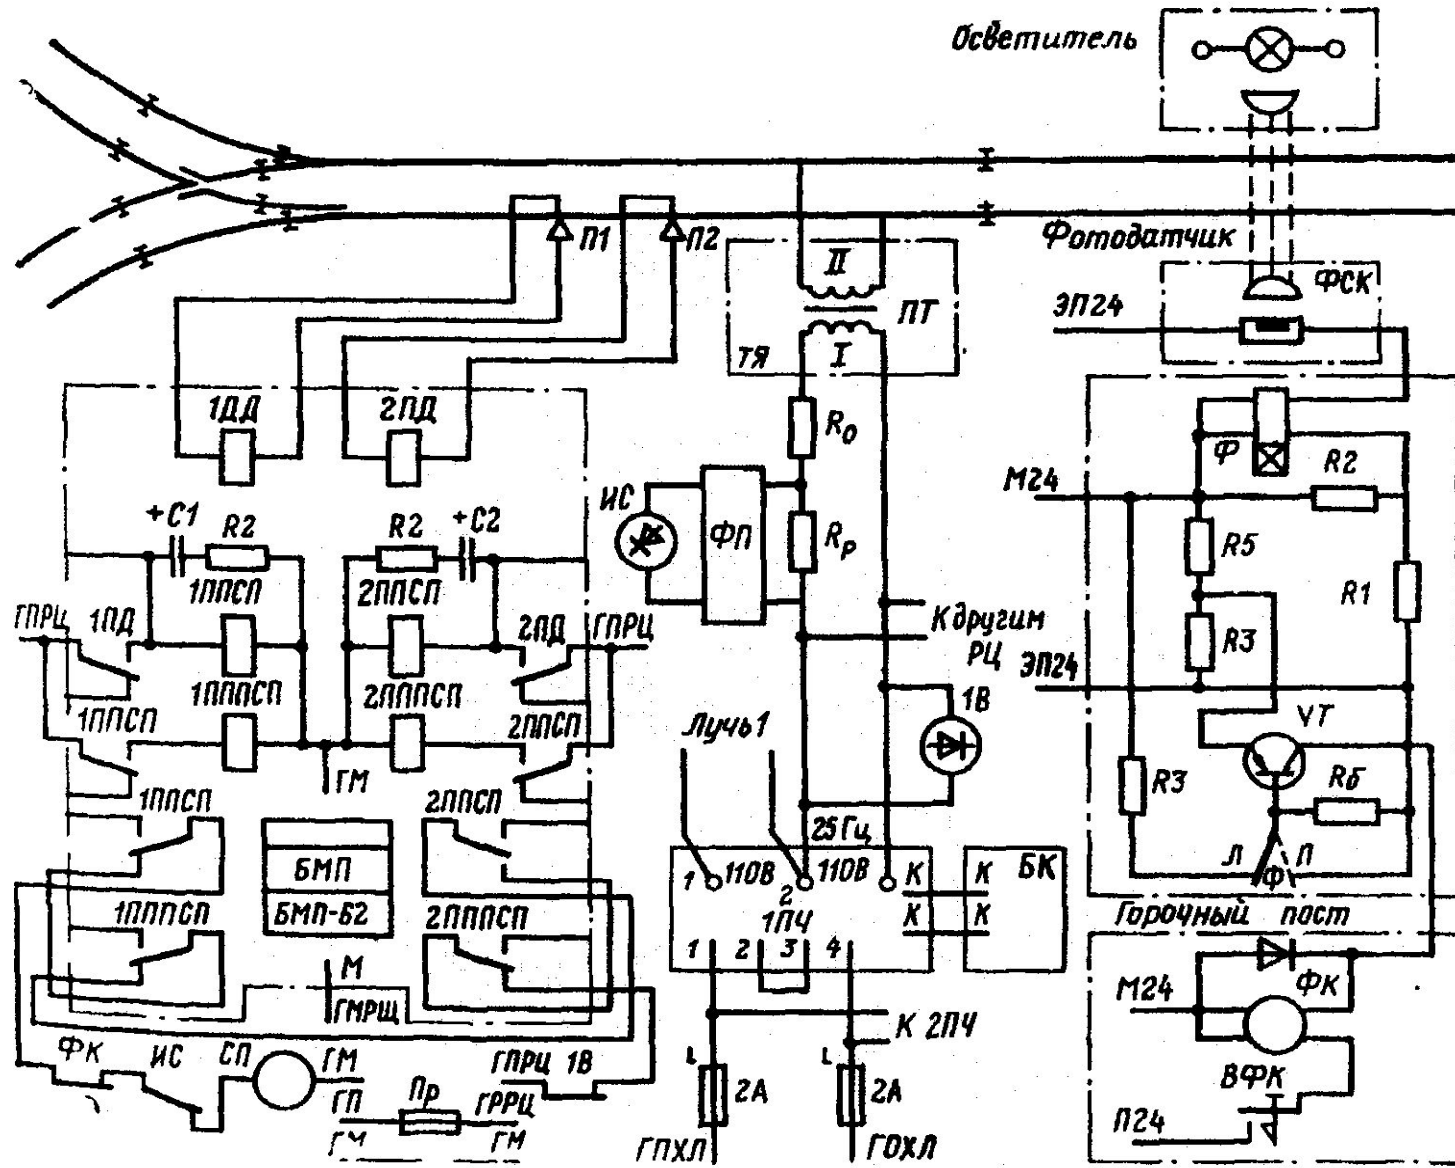 Осветитель
П1
П2
Фотодатчик
II
ПТ
ТЯ
I
ФСК
ЭП24
1ДД
2ПД
R0
Ф
R2
М24
ИС
ФП
Rр
+С1
R2
R2
+С2
R5
R1
1ППСП
2ППСП
ГПРЦ
1ПД
2ПД
ГПРЦ
К другим
РЦ
R3
ЭП24
1ПППСП
2ПППСП
1ППСП
2ППСП
Лучь1
1В
VT
ГМ
R3
Rб
1ППСП
2ППСП
25Гц
Л
П
Ф
БМП
БМП-62
1
110В
2
110В
К
К
БК
1ПЧ
К
К
1ПППСП
2ПППСП
1
2
3
4
Горочный пост
М
ГМРЩ
М24
ФК
К 2ПЧ
ФК
ИС
СП
ГМ
ГПРЦ
1В
ВФК
ГП
Пр
ГРРЦ
2А
2А
П24
ГМ
ГМ
ГПХЛ
ГОХЛ